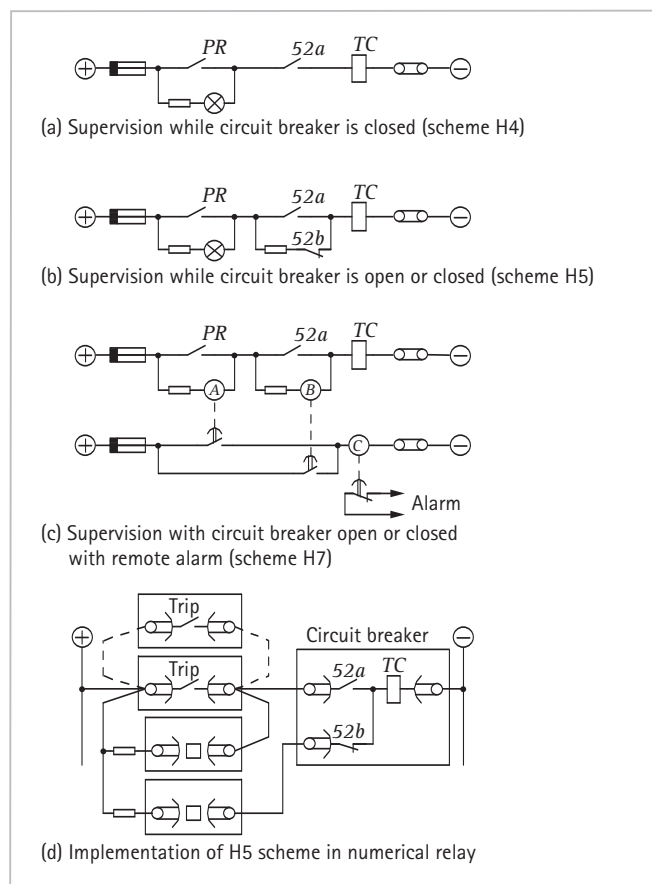 PR 52a TC
+ −
(a) Supervision while circuit breaker is closed (scheme H4)
PR 52a TC
+ −
52b
(b) Supervision while circuit breaker is open or closed (scheme H5)
PR 52a TC
+ −
A B
+ C −
Alarm
(c) Supervision with circuit breaker open or closed
with remote alarm (scheme H7)
Trip
+ Circuit breaker −
Trip 52a TC
52b
(d) Implementation of H5 scheme in numerical relay